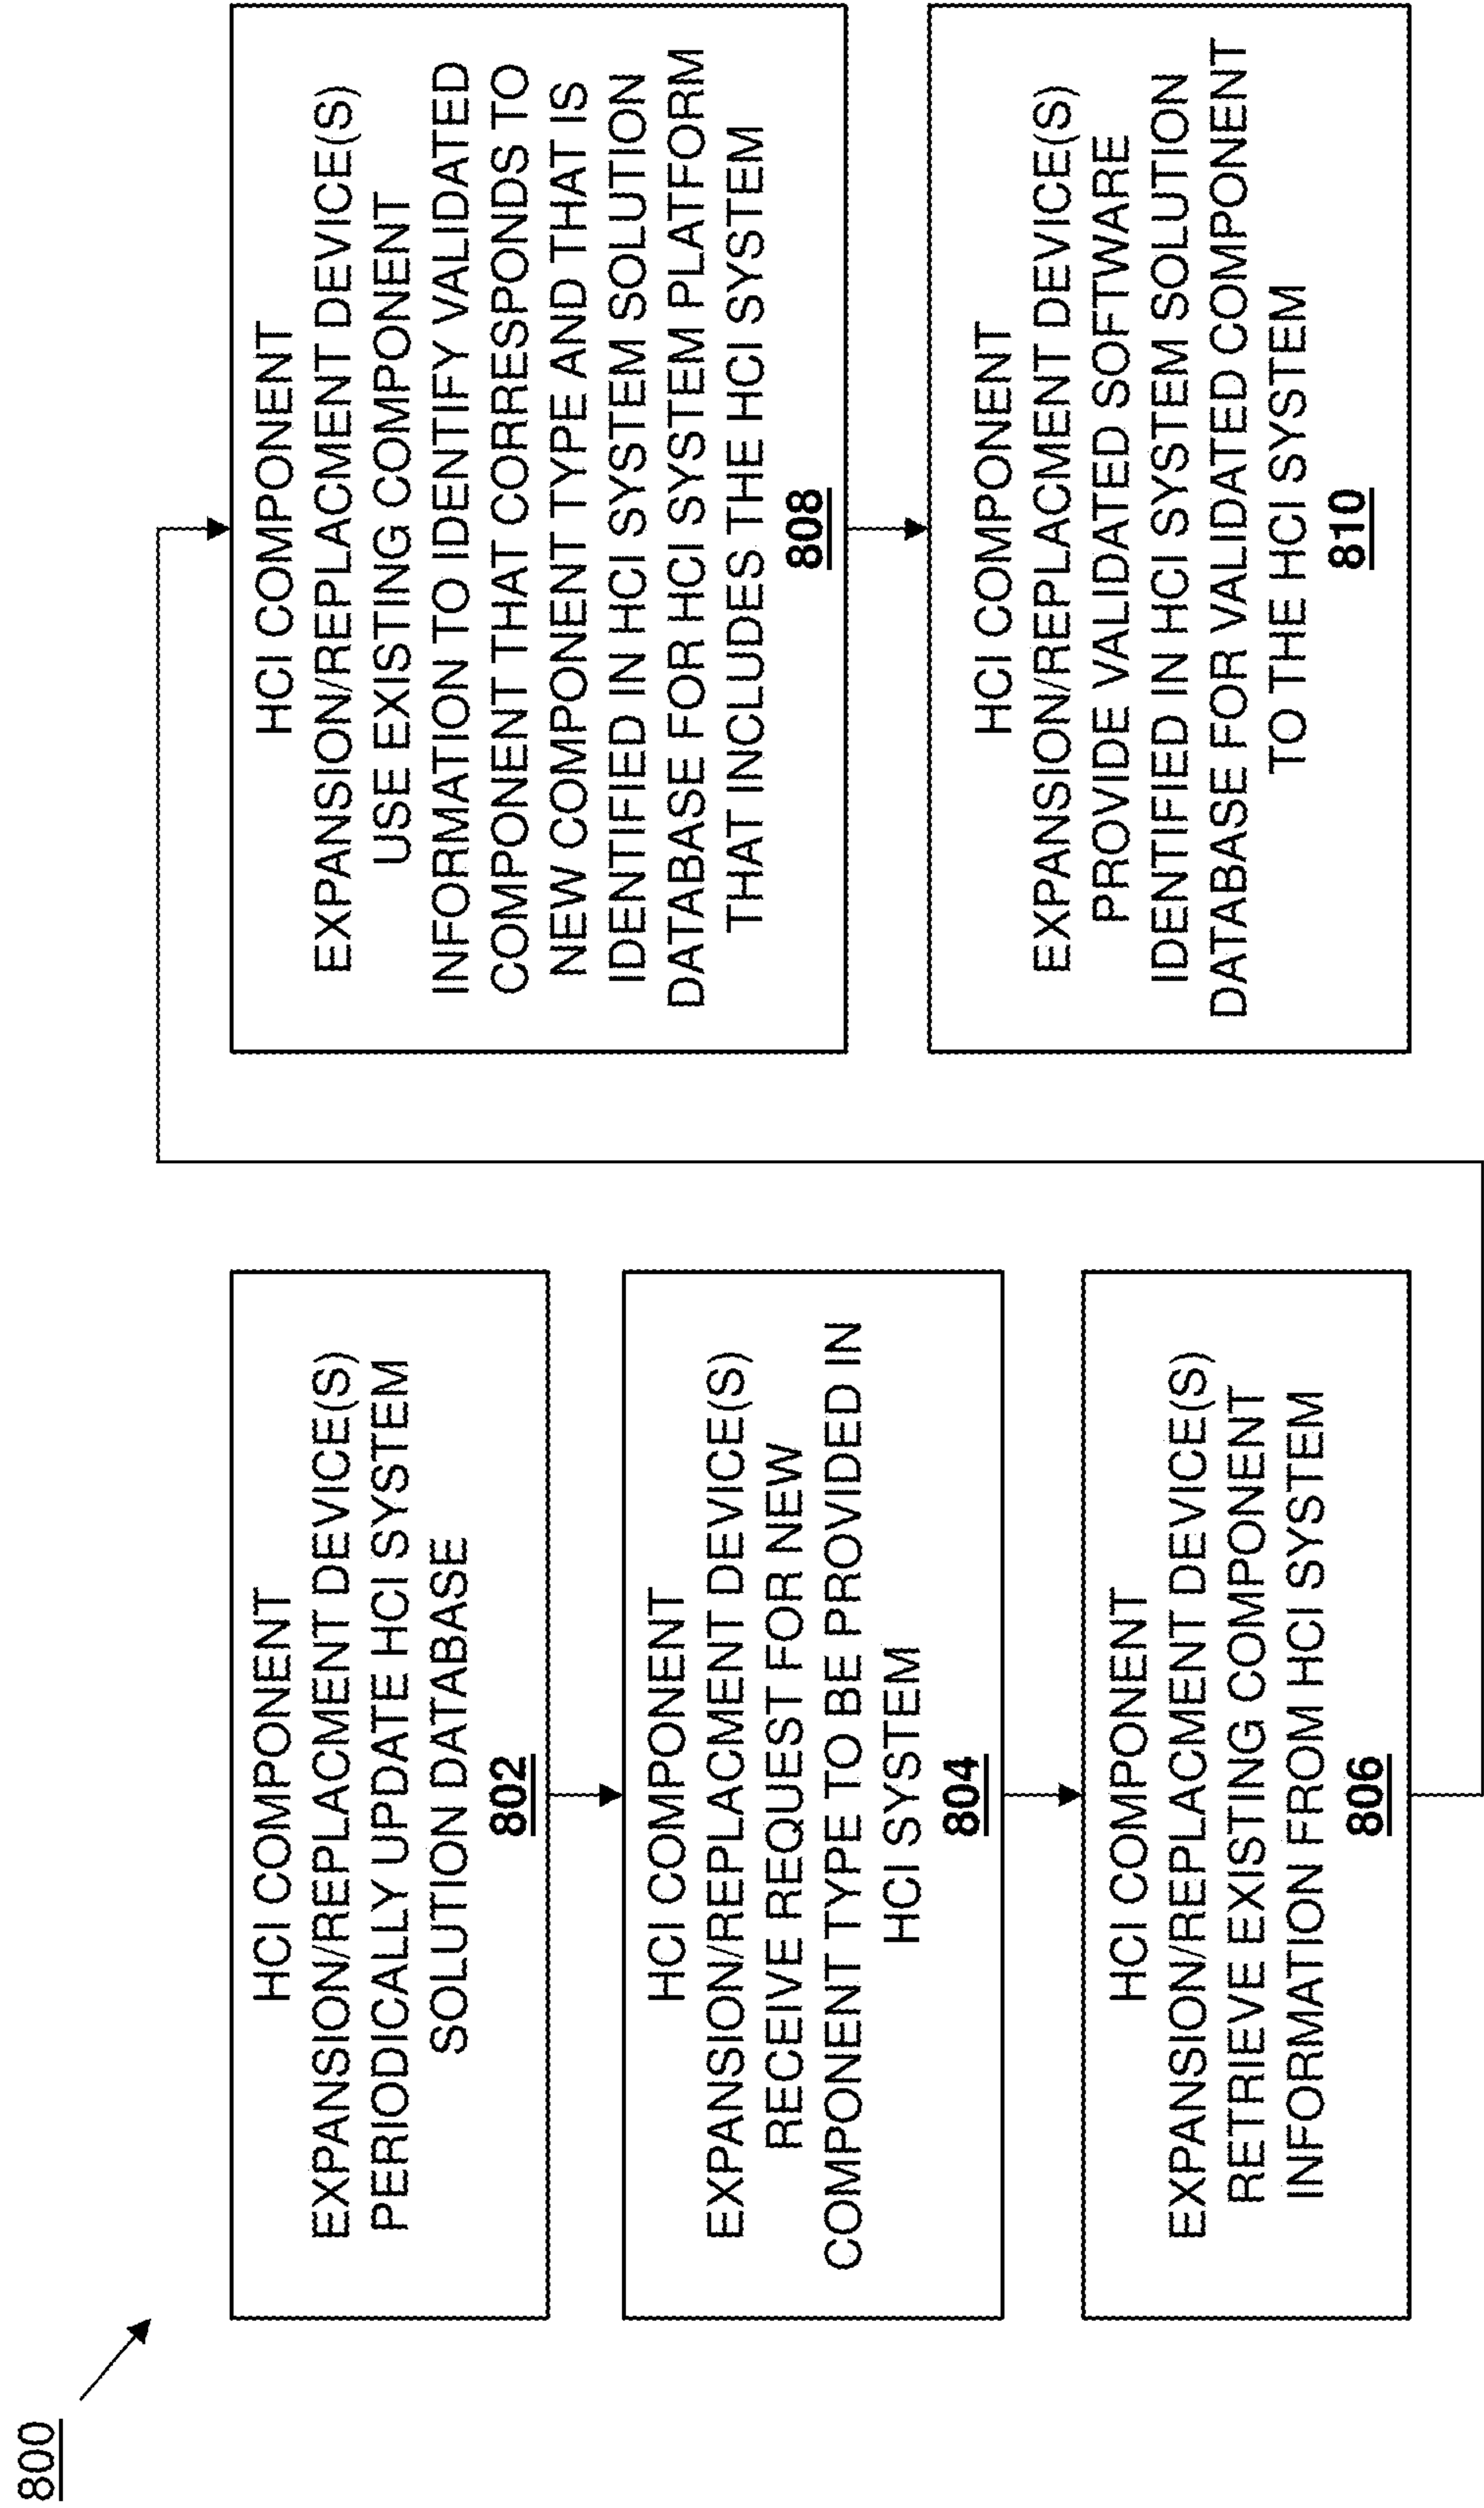 800
HCI COMPONENT
EXPANSION/REPLACMENT DEVICE(S)
PERIODICALLY UPDATE HCI SYSTEM
SOLUTION DATABASE
802
HCI COMPONENT
EXPANSION/REPLACMENT DEVICE(S)
RECEIVE REQUEST FOR NEW
COMPONENT TYPE TO BE PROVIDED IN
HCI SYSTEM
804
HCI COMPONENT
EXPANSION/REPLACMENT DEVICE(S)
RETRIEVE EXISTING COMPONENT
INFORMATION FROM HCI SYSTEM
806
HCI COMPONENT
EXPANSION/REPLACMENT DEVICE(S)
USE EXISTING COMPONENT
INFORMATION TO IDENTIFY VALIDATED
COMPONENT THAT CORRESPONDS TO
NEW COMPONENT TYPE AND THAT IS
IDENTIFIED IN HCI SYSTEM SOLUTION
DATABASE FOR HCI SYSTEM PLATFORM
THAT INCLUDES THE HCI SYSTEM
808
HCI COMPONENT
EXPANSION/REPLACMENT DEVICE(S)
PROVIDE VALIDATED SOFTWARE
IDENTIFIED IN HCI SYSTEM SOLUTION
DATABASE FOR VALIDATED COMPONENT
TO THE HCI SYSTEM
810